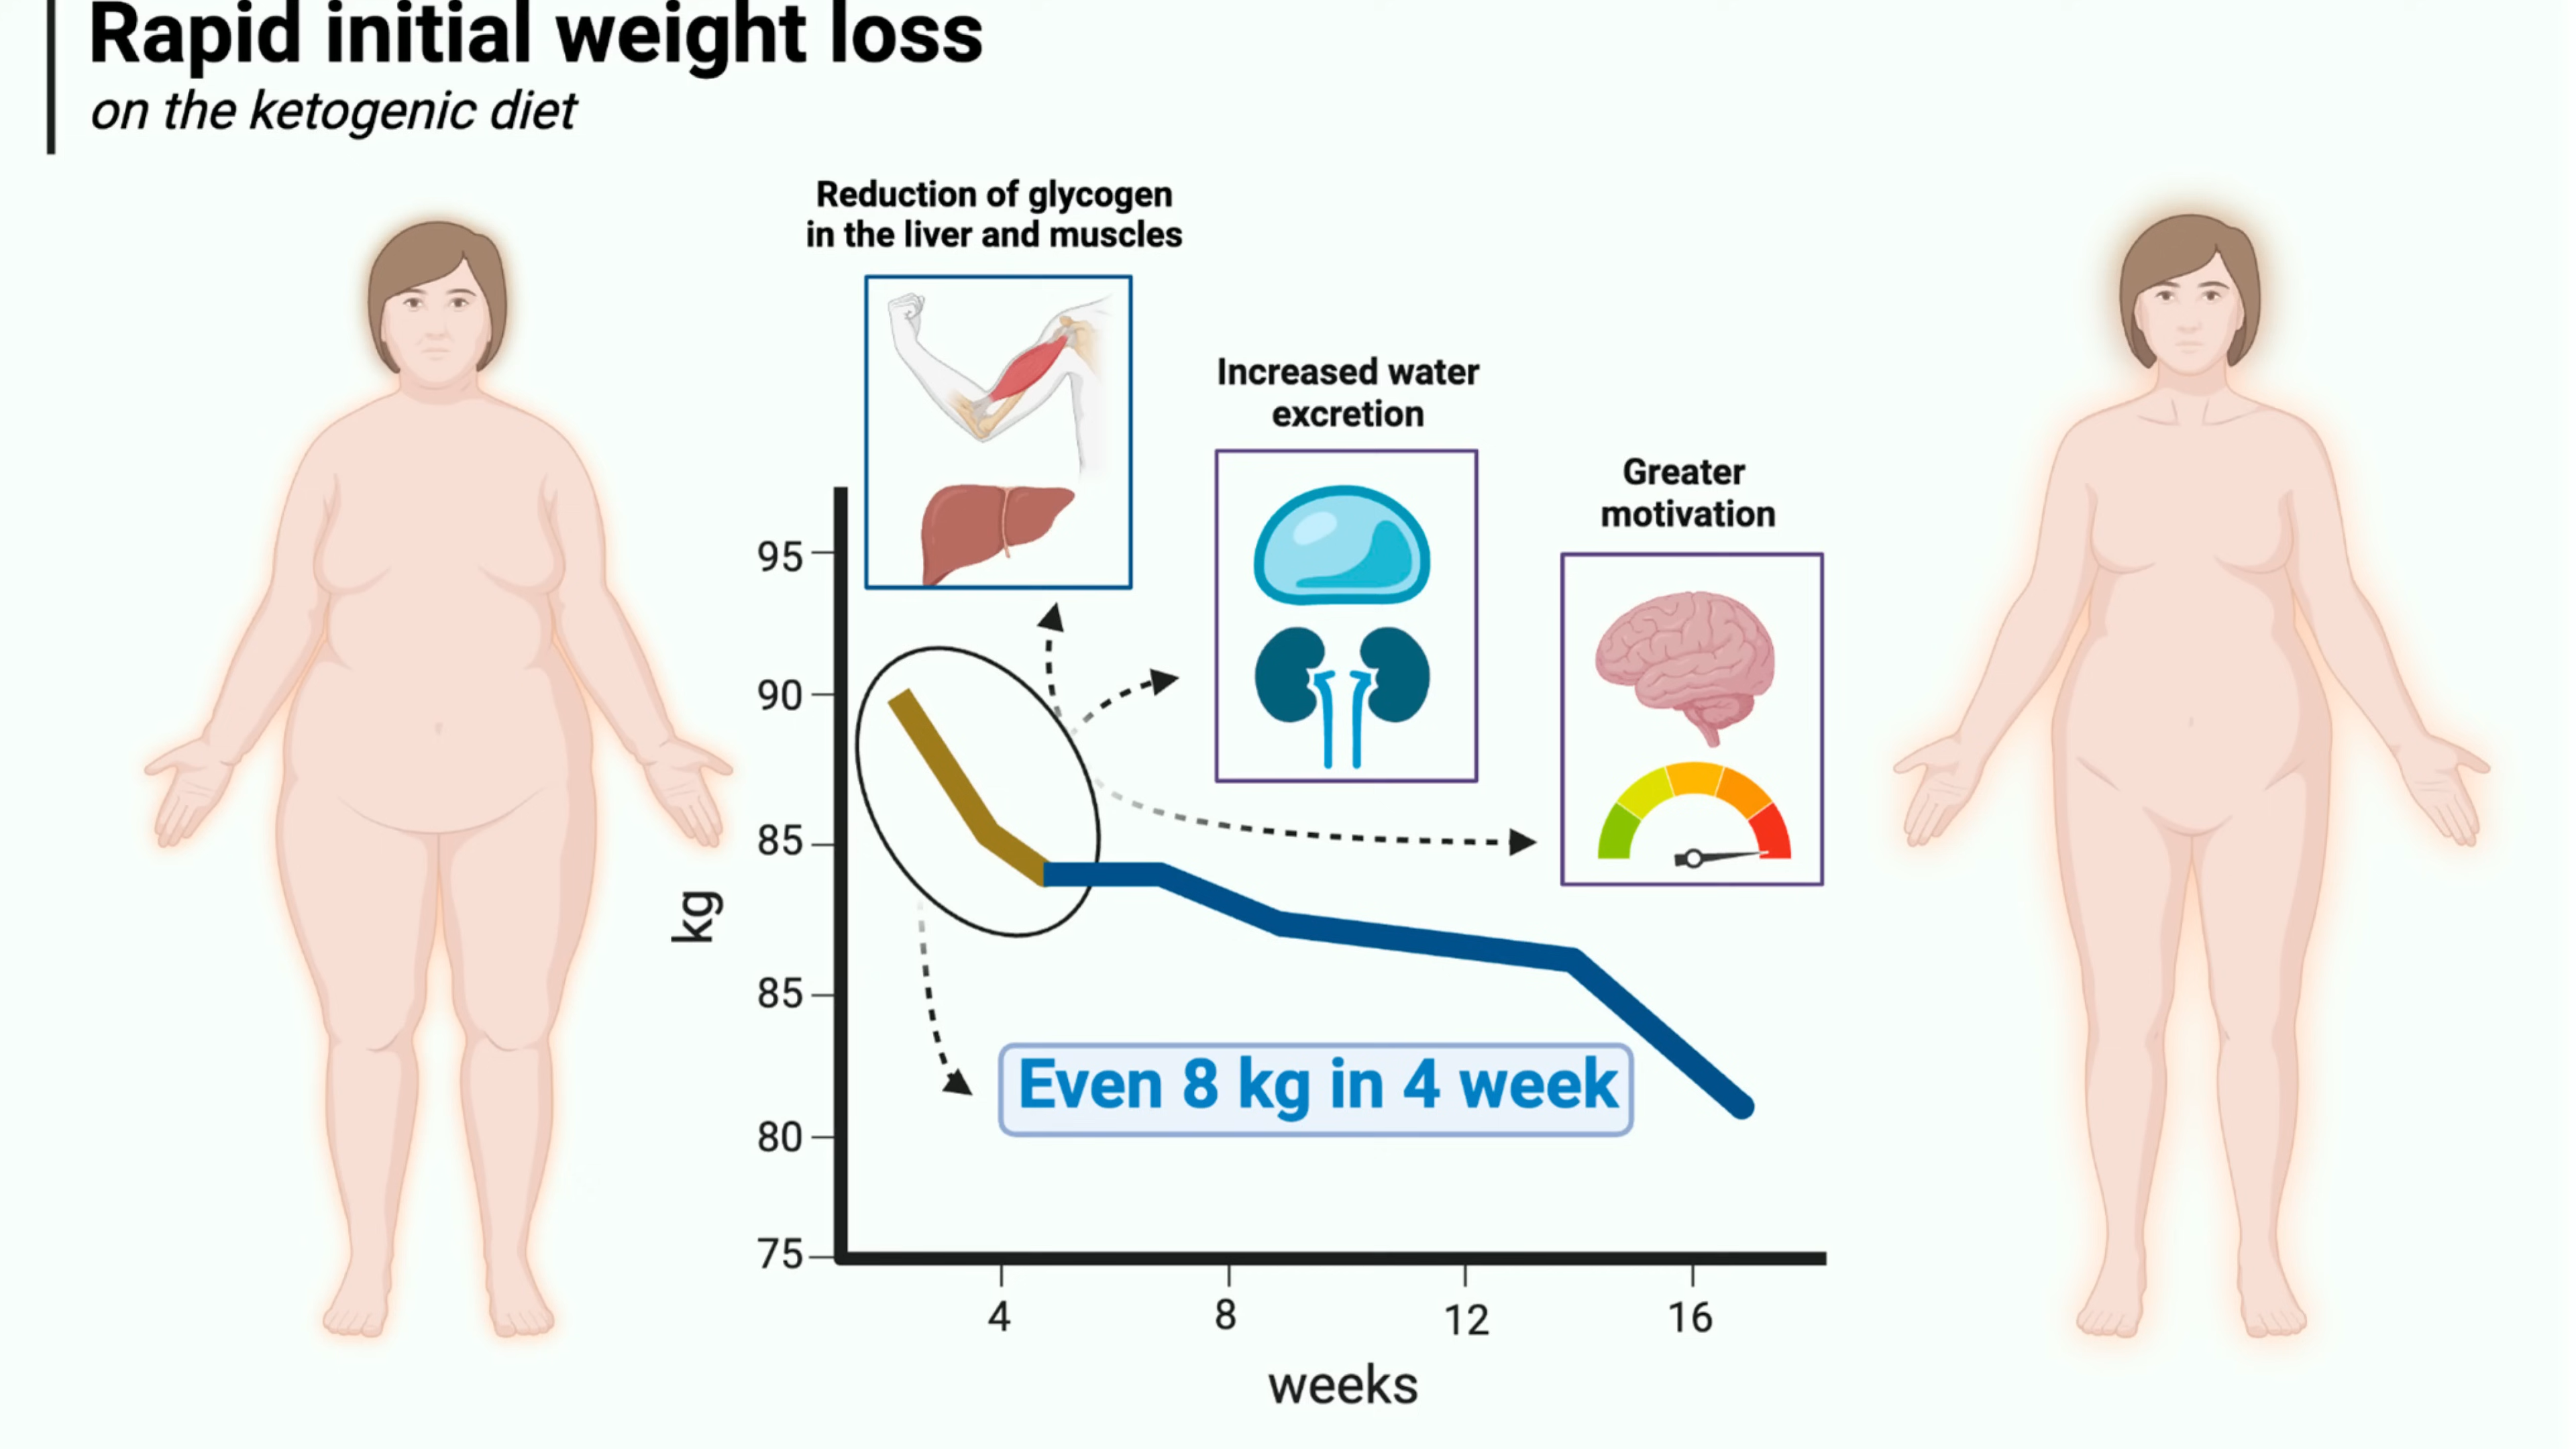 Rapid initial weight loss
on the ketogenic diet
Reduction of glycogen
in the liver and muscles
Increased water
excretion
Greater
motivation
95
90
85
85
80
75
kg
Even 8 kg in 4 week
4
8
12
16
weeks